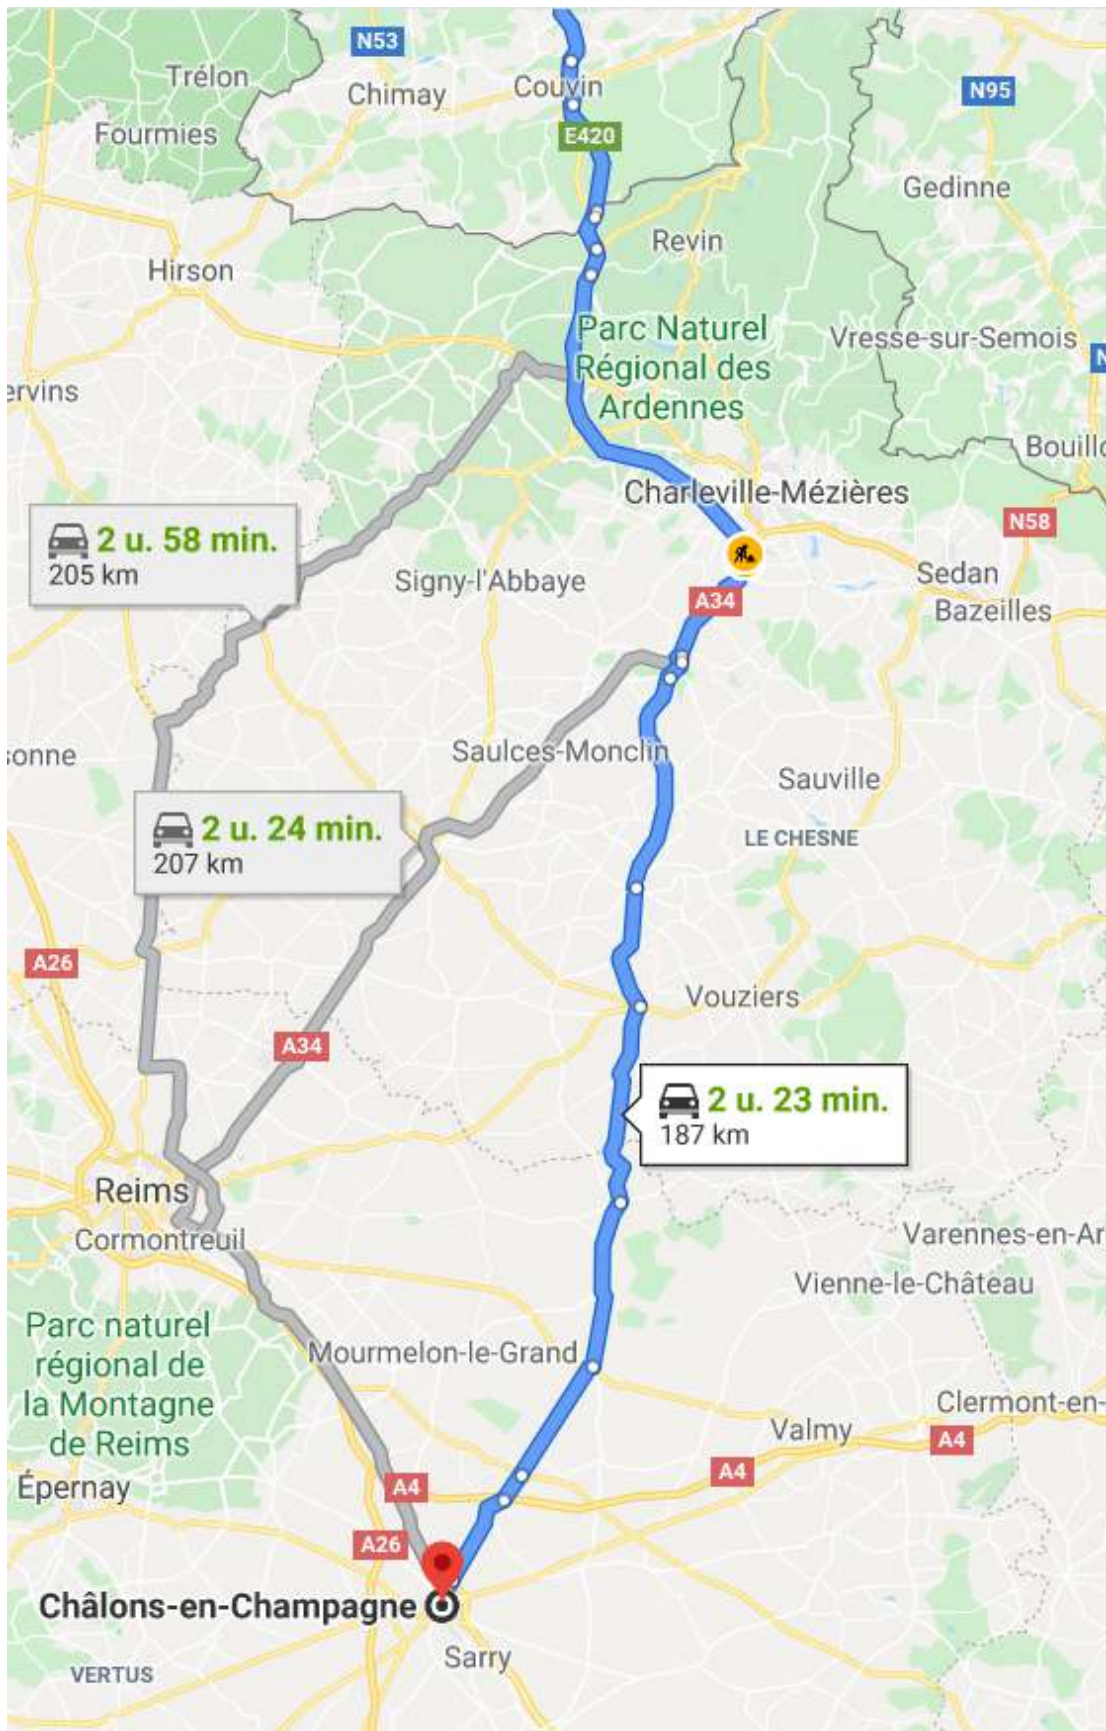 N53
Trélon
Chimay
Couvin
N95
Fourmies
E420
Gedinne
Revin
Hirson
Parc Naturel
Régional des
Ardennes
Vresse-sur-Semois
N
ervins
Bouillo
Charleville-Mézières
N58
2 u. 58 min.
205 km
Signy-l'Abbaye
Sedan
Bazeilles
A34
Saulces-Monclin
sonne
Sauville
2 u. 24 min.
207 km
LE CHESNE
A26
Vouziers
A34
2 u. 23 min.
187 km
Reims
Cormontreuil
Varennes-en-Ar
Vienne-le-Château
Parc naturel
régional de
la Montagne
de Reims
Mourmelon-le-Grand
Clermont-en-
Valmy
A4
A4
Épernay
A4
A26
Châlons-en-Champagne
Sarry
VERTUS